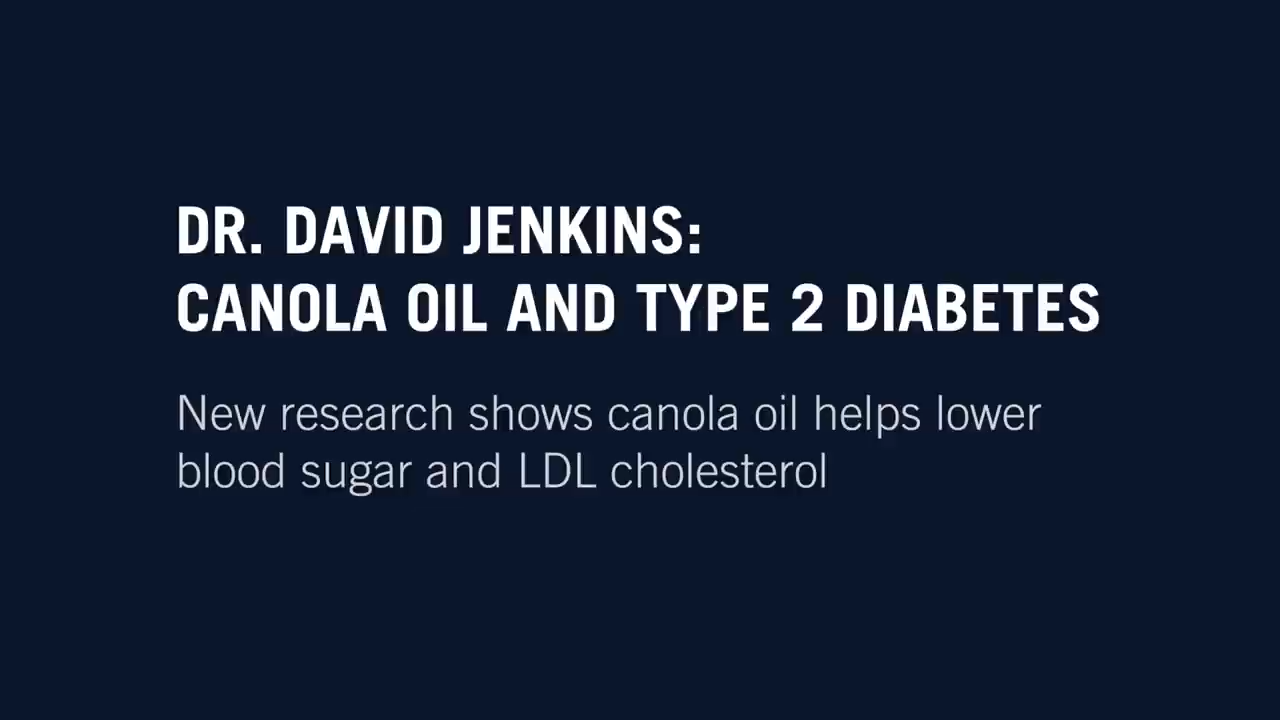 DR. DAVID JENKINS:
CANOLA OIL AND TYPE 2 DIABETES
New research shows canola oil helps lower
blood sugar and LDL cholesterol